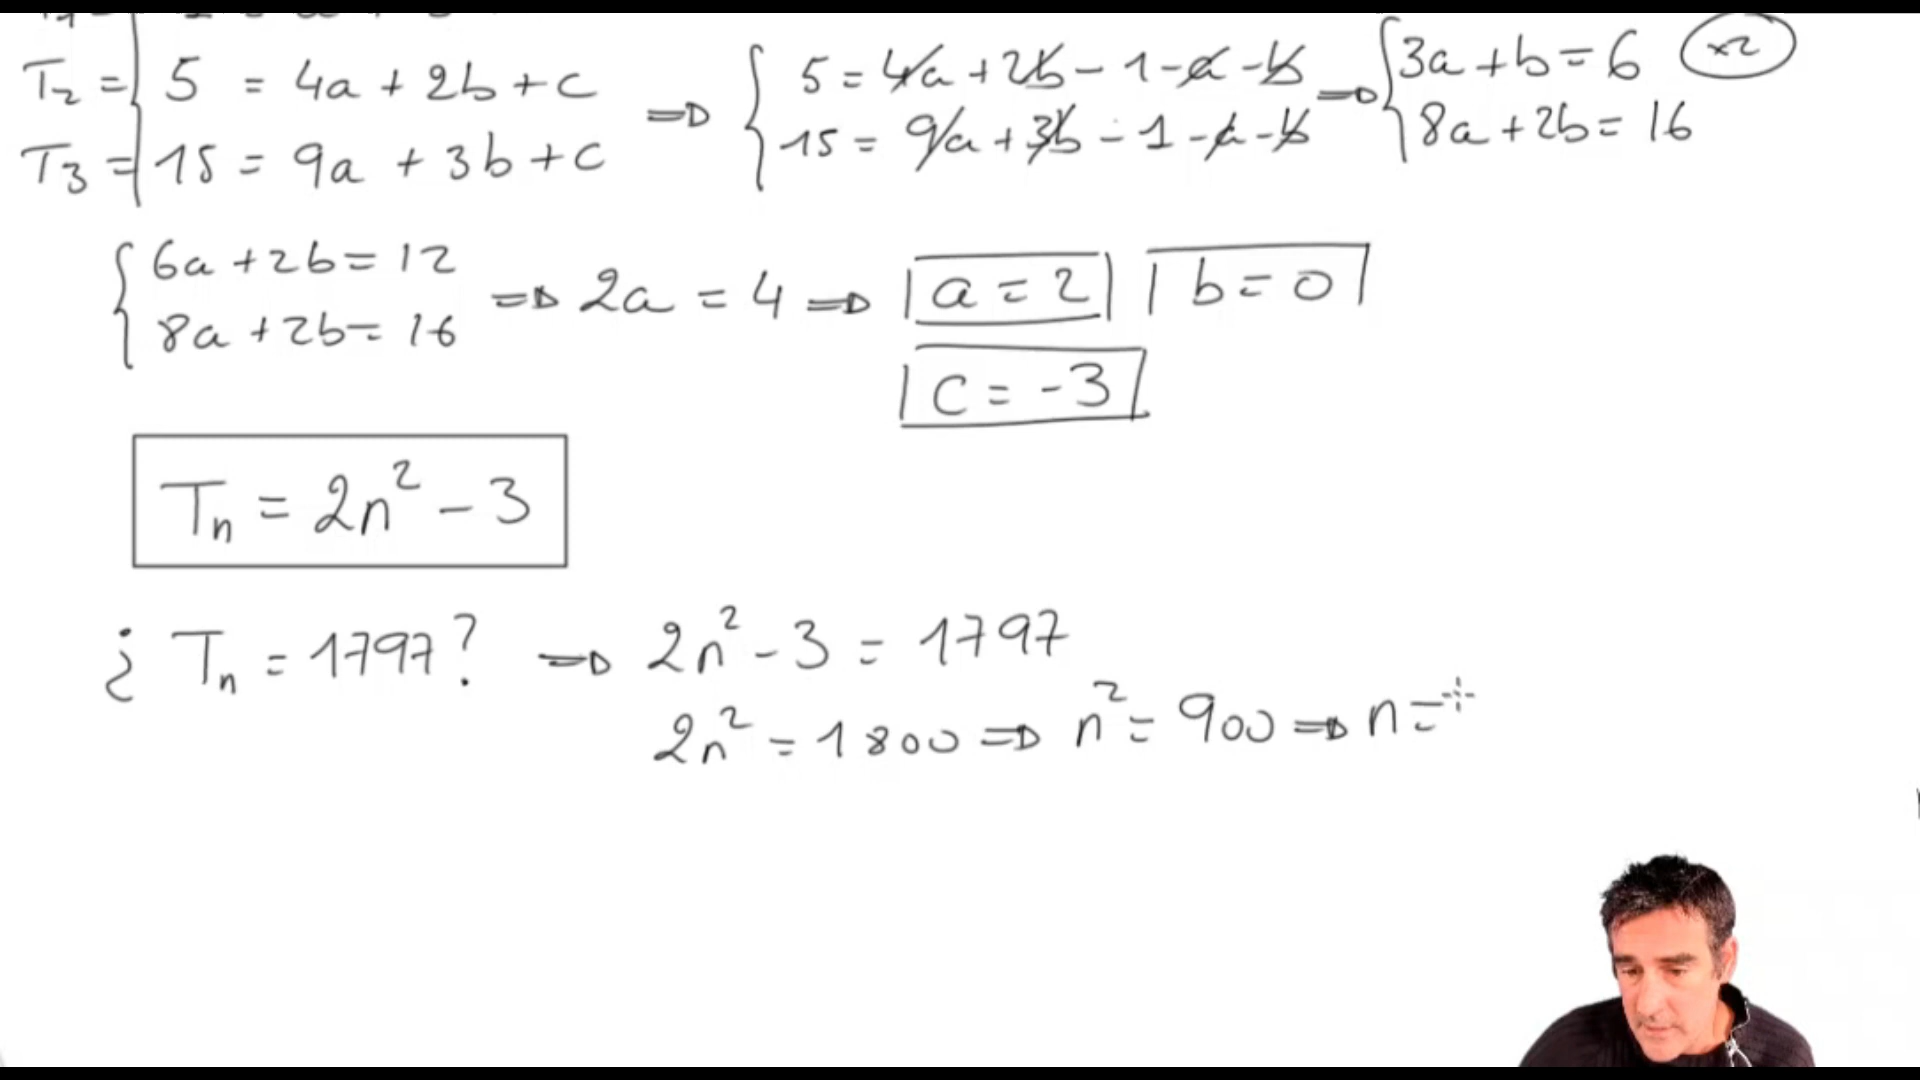 T₂ = 5 = 4a + 2b + c ⇒ { 5 = 4a + 2b - 1 - a - b ⇒ { 3a + b = 6 x2
T₃ = 15 = 9a + 3b + c { 15 = 9a + 3b - 1 - a - b { 8a + 2b = 16
{ 6a + 2b = 12
{ 8a + 2b = 16 ⇒ 2a = 4 ⇒ a = 2 b = 0
c = -3
Tₙ = 2n² - 3
¿ Tₙ = 1797? ⇒ 2n² - 3 = 1797
2n² = 1800 ⇒ n² = 900 ⇒ n =